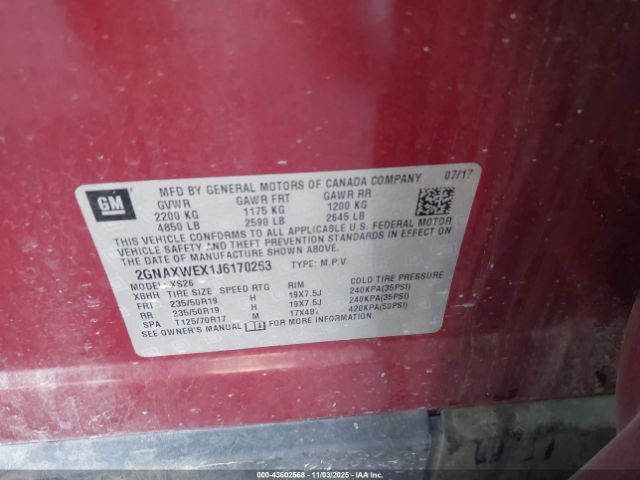 GM
MFD BY GENERAL MOTORS OF CANADA COMPANY 07/17
GVWR GAWR FRT GAWR RR
2200 KG 1175 KG 1200 KG
4850 LB 2590 LB 2645 LB
THIS VEHICLE CONFORMS TO ALL APPLICABLE U.S. FEDERAL MOTOR
VEHICLE SAFETY, BUMPER, AND THEFT PREVENTION STANDARDS IN EFFECT ON
THE DATE OF MANUFACTURE SHOWN ABOVE.
2GNAXWEX1J6170253 TYPE: M.P.V.
MODEL: XS26
XBHH TIRE SIZE SPEED RTG RIM COLD TIRE PRESSURE
FRT 235/50R19 H 19X7.5J 240KPA(35PSI)
RR 235/50R19 H 19X7.5J 240KPA(35PSI)
SPA T125/70R17 M 420KPA(60PSI)
SEE OWNER'S MANUAL FOR MORE INFORMATION.
000-43602568 - 11/03/2025 - IAA Inc.